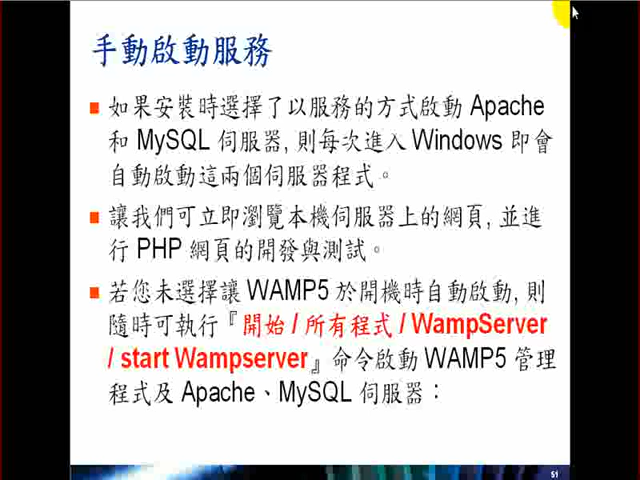 手動啟動服務
如果安裝時選擇了以服務的方式啟動 Apache
和 MySQL 伺服器, 則每次進入 Windows 即會
自動啟動這兩個伺服器程式。
讓我們可立即瀏覽本機伺服器上的網頁, 並進
行 PHP 網頁的開發與測試。
若您未選擇讓 WAMP5 於開機時自動啟動, 則
隨時可執行『開始 / 所有程式 / WampServer
/ start Wampserver』命令啟動 WAMP5 管理
程式及 Apache、MySQL 伺服器：
51